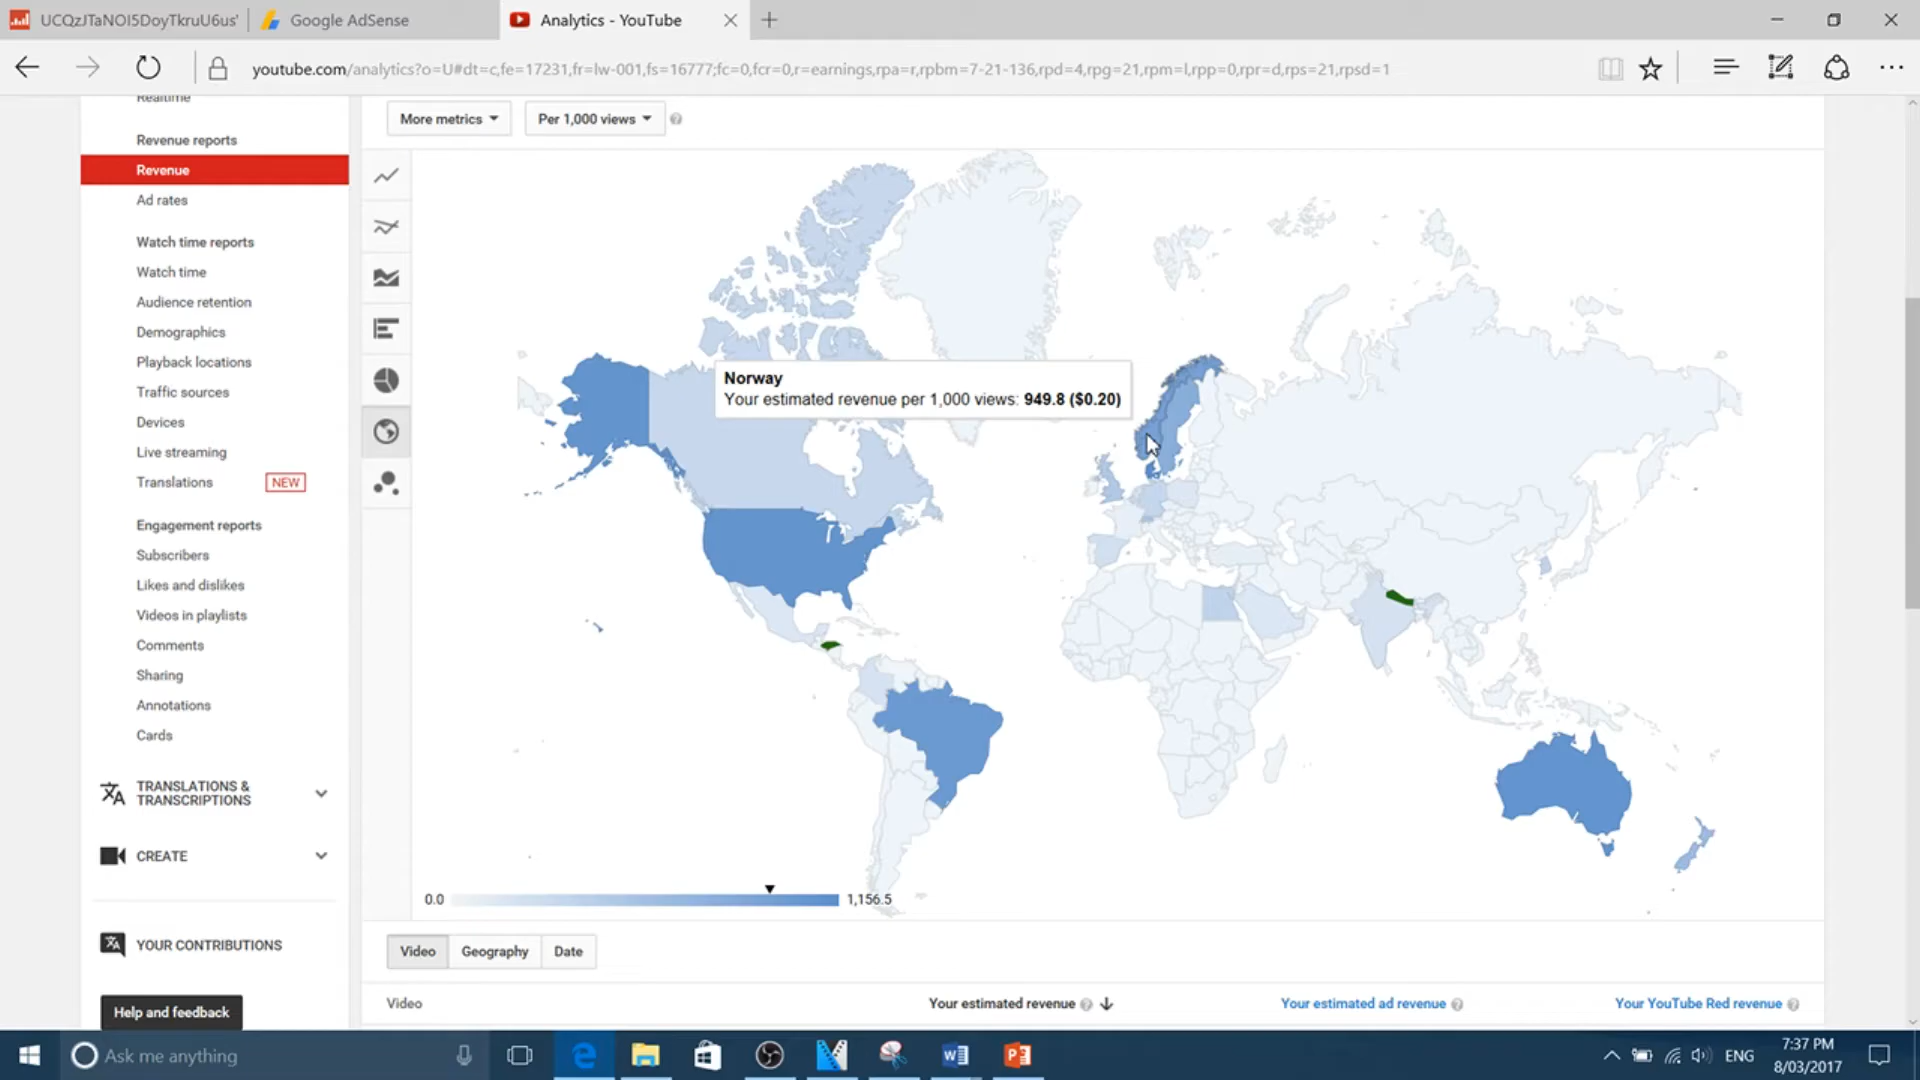 UCQzJTaNOI5DoyTkruU6us'
Google AdSense
Analytics - YouTube
youtube.com/analytics?o=U#dt=c,fe=17231,fr=lw-001,fs=16777;fc=0,fcr=0,r=earnings,rpa=r,rpbm=7-21-136,rpd=4,rpg=21,rpm=l,rpp=0,rpr=d,rps=21,rpsd=1
Realtime
Revenue reports
Revenue
Ad rates
Watch time reports
Watch time
Audience retention
Demographics
Playback locations
Traffic sources
Devices
Live streaming
Translations NEW
Engagement reports
Subscribers
Likes and dislikes
Videos in playlists
Comments
Sharing
Annotations
Cards
TRANSLATIONS &
TRANSCRIPTIONS
CREATE
YOUR CONTRIBUTIONS
Help and feedback
More metrics
Per 1,000 views
Norway
Your estimated revenue per 1,000 views: 949.8 ($0.20)
0.0
1,156.5
Video Geography Date
Video Your estimated revenue Your estimated ad revenue Your YouTube Red revenue
Ask me anything
ENG
7:37 PM
8/03/2017